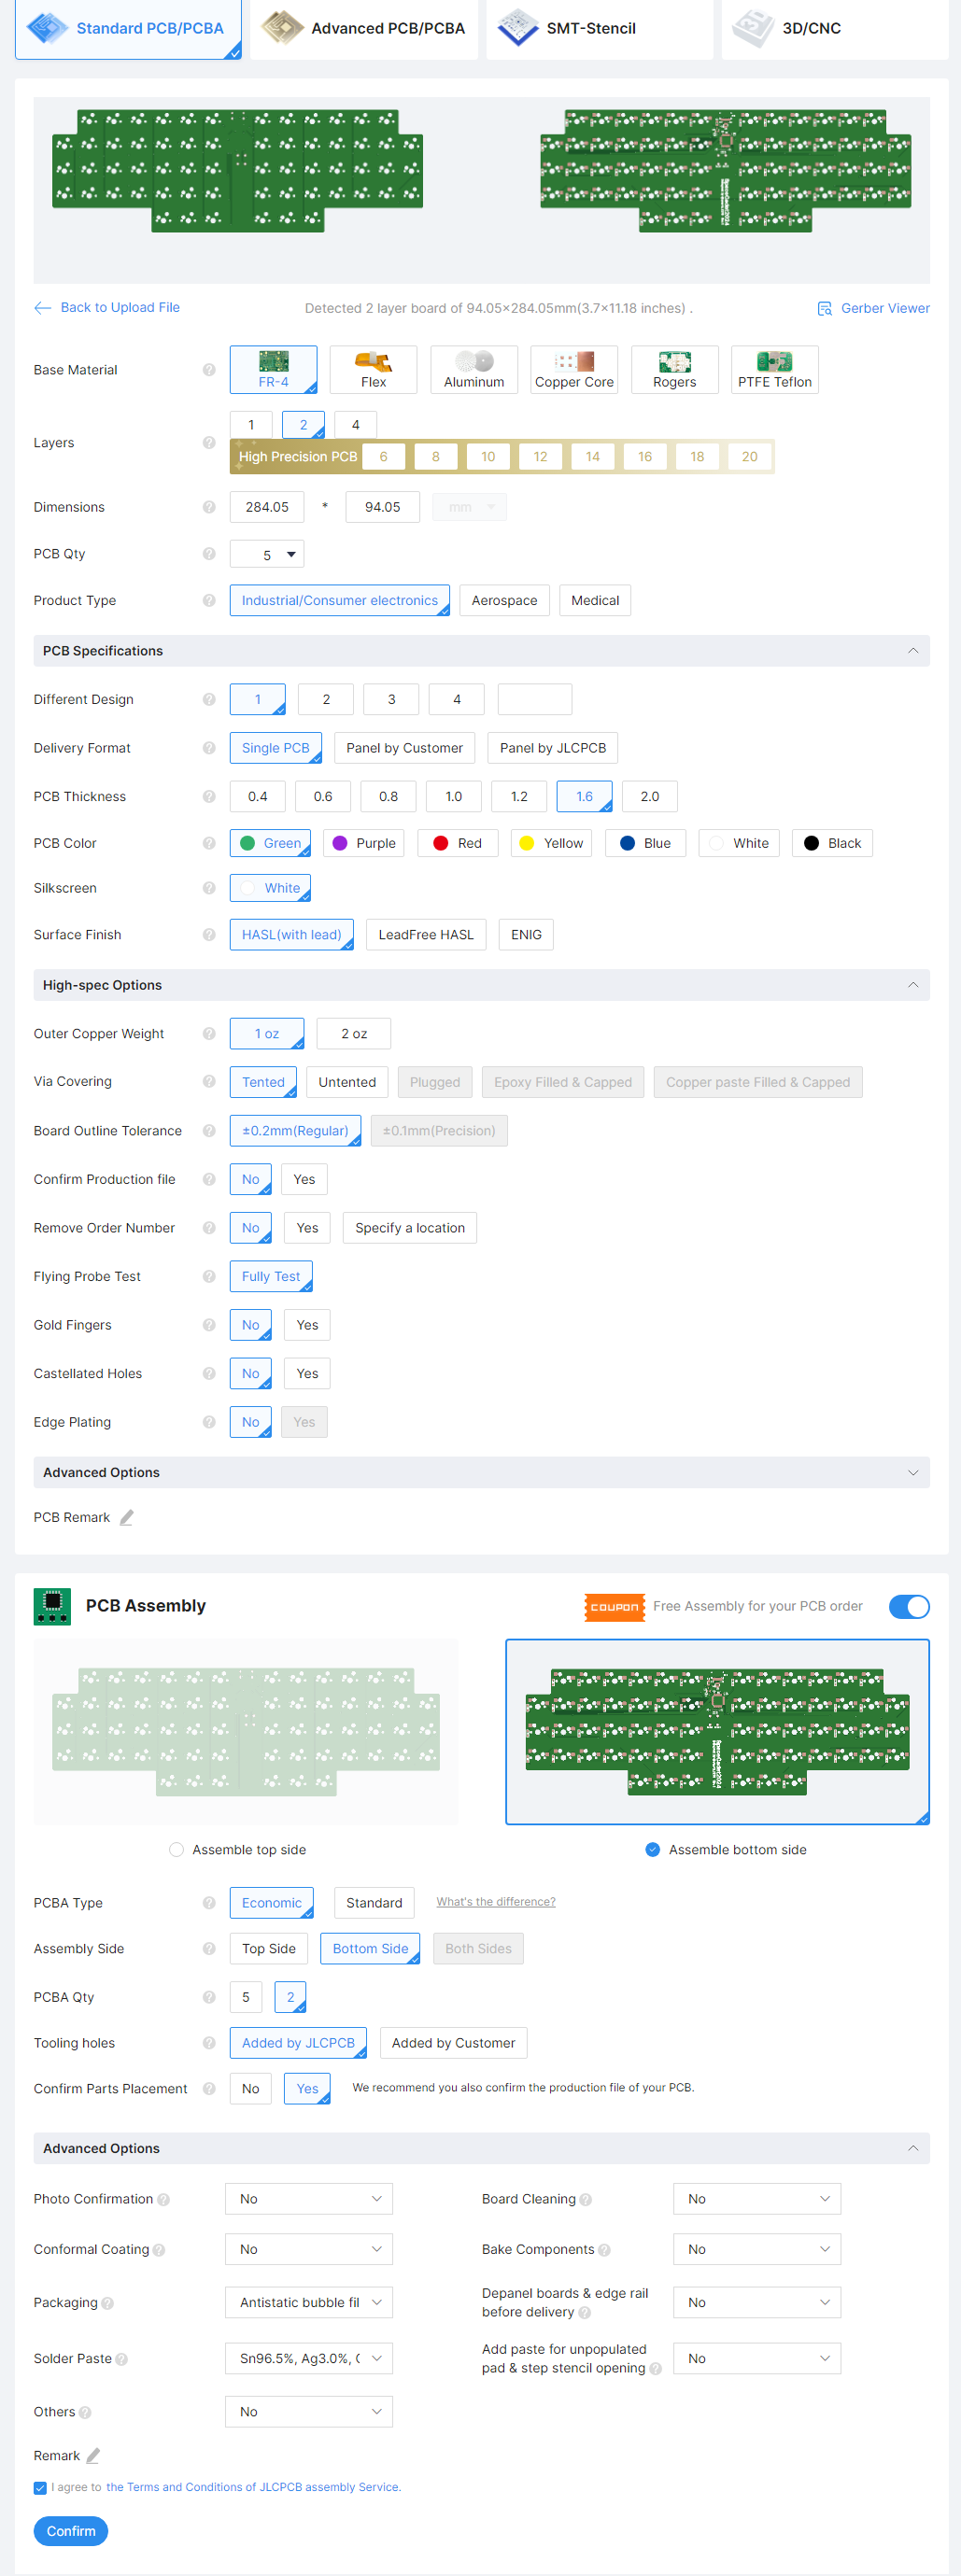 Standard PCB/PCBA
Advanced PCB/PCBA
SMT-Stencil
3D/CNC
Back to Upload File
Detected 2 layer board of 94.05×284.05mm(3.7×11.18 inches) .
Gerber Viewer
Base Material ? FR-4 Flex Aluminum Copper Core Rogers PTFE Teflon
Layers ? 1 2 4
High Precision PCB 6 8 10 12 14 16 18 20
Dimensions ? 284.05 * 94.05 mm
PCB Qty ? 5
Product Type ? Industrial/Consumer electronics Aerospace Medical
PCB Specifications
Different Design ? 1 2 3 4
Delivery Format ? Single PCB Panel by Customer Panel by JLCPCB
PCB Thickness ? 0.4 0.6 0.8 1.0 1.2 1.6 2.0
PCB Color ? Green Purple Red Yellow Blue White Black
Silkscreen ? White
Surface Finish ? HASL(with lead) LeadFree HASL ENIG
High-spec Options
Outer Copper Weight ? 1 oz 2 oz
Via Covering ? Tented Untented Plugged Epoxy Filled & Capped Copper paste Filled & Capped
Board Outline Tolerance ? ±0.2mm(Regular) ±0.1mm(Precision)
Confirm Production file ? No Yes
Remove Order Number ? No Yes Specify a location
Flying Probe Test ? Fully Test
Gold Fingers ? No Yes
Castellated Holes ? No Yes
Edge Plating ? No Yes
Advanced Options
PCB Remark
PCB Assembly
COUPON Free Assembly for your PCB order
Assemble top side
Assemble bottom side
PCBA Type ? Economic Standard What's the difference?
Assembly Side ? Top Side Bottom Side Both Sides
PCBA Qty ? 5 2
Tooling holes ? Added by JLCPCB Added by Customer
Confirm Parts Placement ? No Yes We recommend you also confirm the production file of your PCB.
Advanced Options
Photo Confirmation ? No
Board Cleaning ? No
Conformal Coating ? No
Bake Components ? No
Packaging ? Antistatic bubble fil
Depanel boards & edge rail
before delivery ? No
Solder Paste ? Sn96.5%, Ag3.0%, C
Add paste for unpopulated
pad & step stencil opening ? No
Others ? No
Remark
I agree to the Terms and Conditions of JLCPCB assembly Service.
Confirm